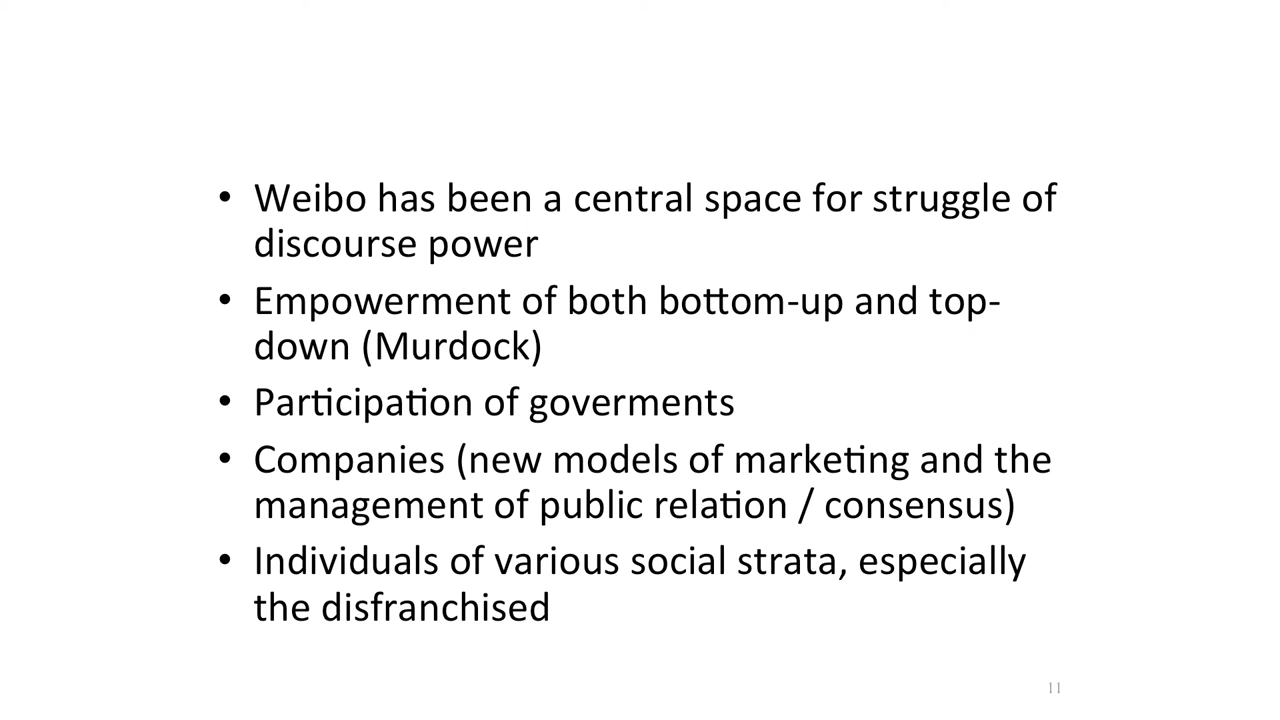 • Weibo has been a central space for struggle of
discourse power
• Empowerment of both bottom-up and top-
down (Murdock)
• Participation of goverments
• Companies (new models of marketing and the
management of public relation / consensus)
• Individuals of various social strata, especially
the disfranchised
11